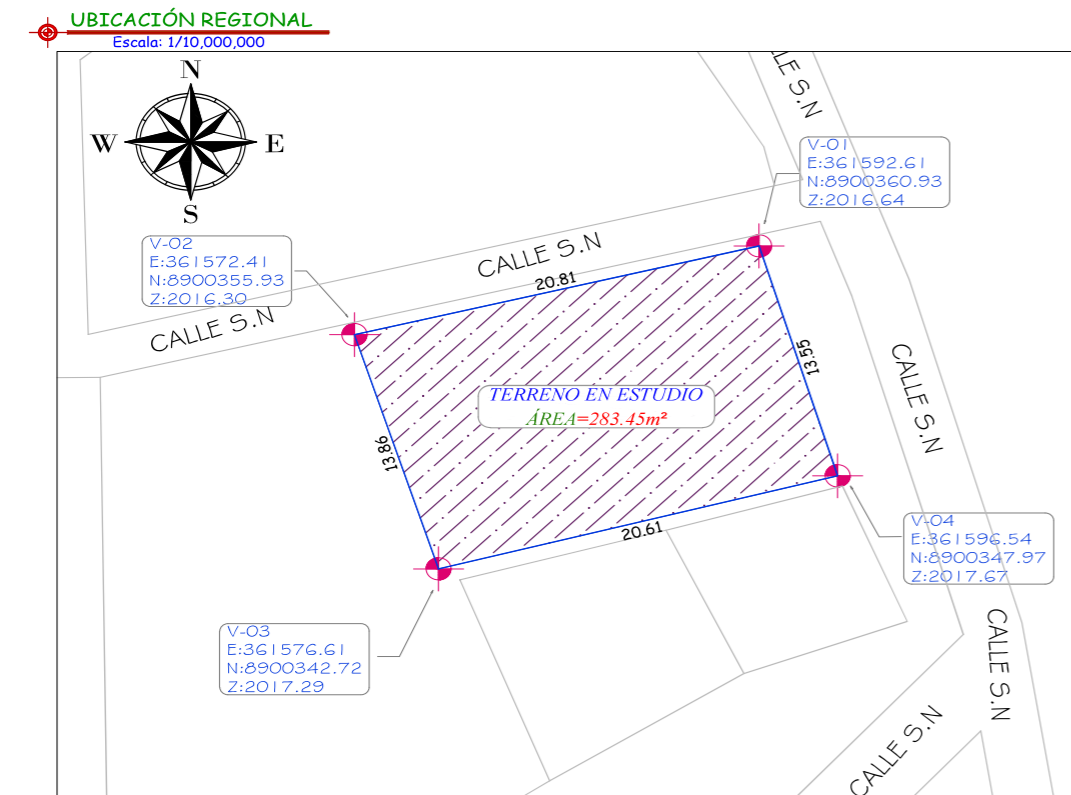 UBICACIÓN REGIONAL
Escala: 1/10,000,000
N
W
E
S
LLE S.N
V-01
E:361592.61
N:8900360.93
Z:2016.64
V-02
E:361572.41
N:8900355.93
Z:2016.30
CALLE S.N
20.81
CALLE S.N
13.55
CALLE S.N
TERRENO EN ESTUDIO
ÁREA=283.45m²
13.86
20.61
V-04
E:361596.54
N:8900347.97
Z:2017.67
V-03
E:361576.61
N:8900342.72
Z:2017.29
CALLE S.N
CALLE S.N